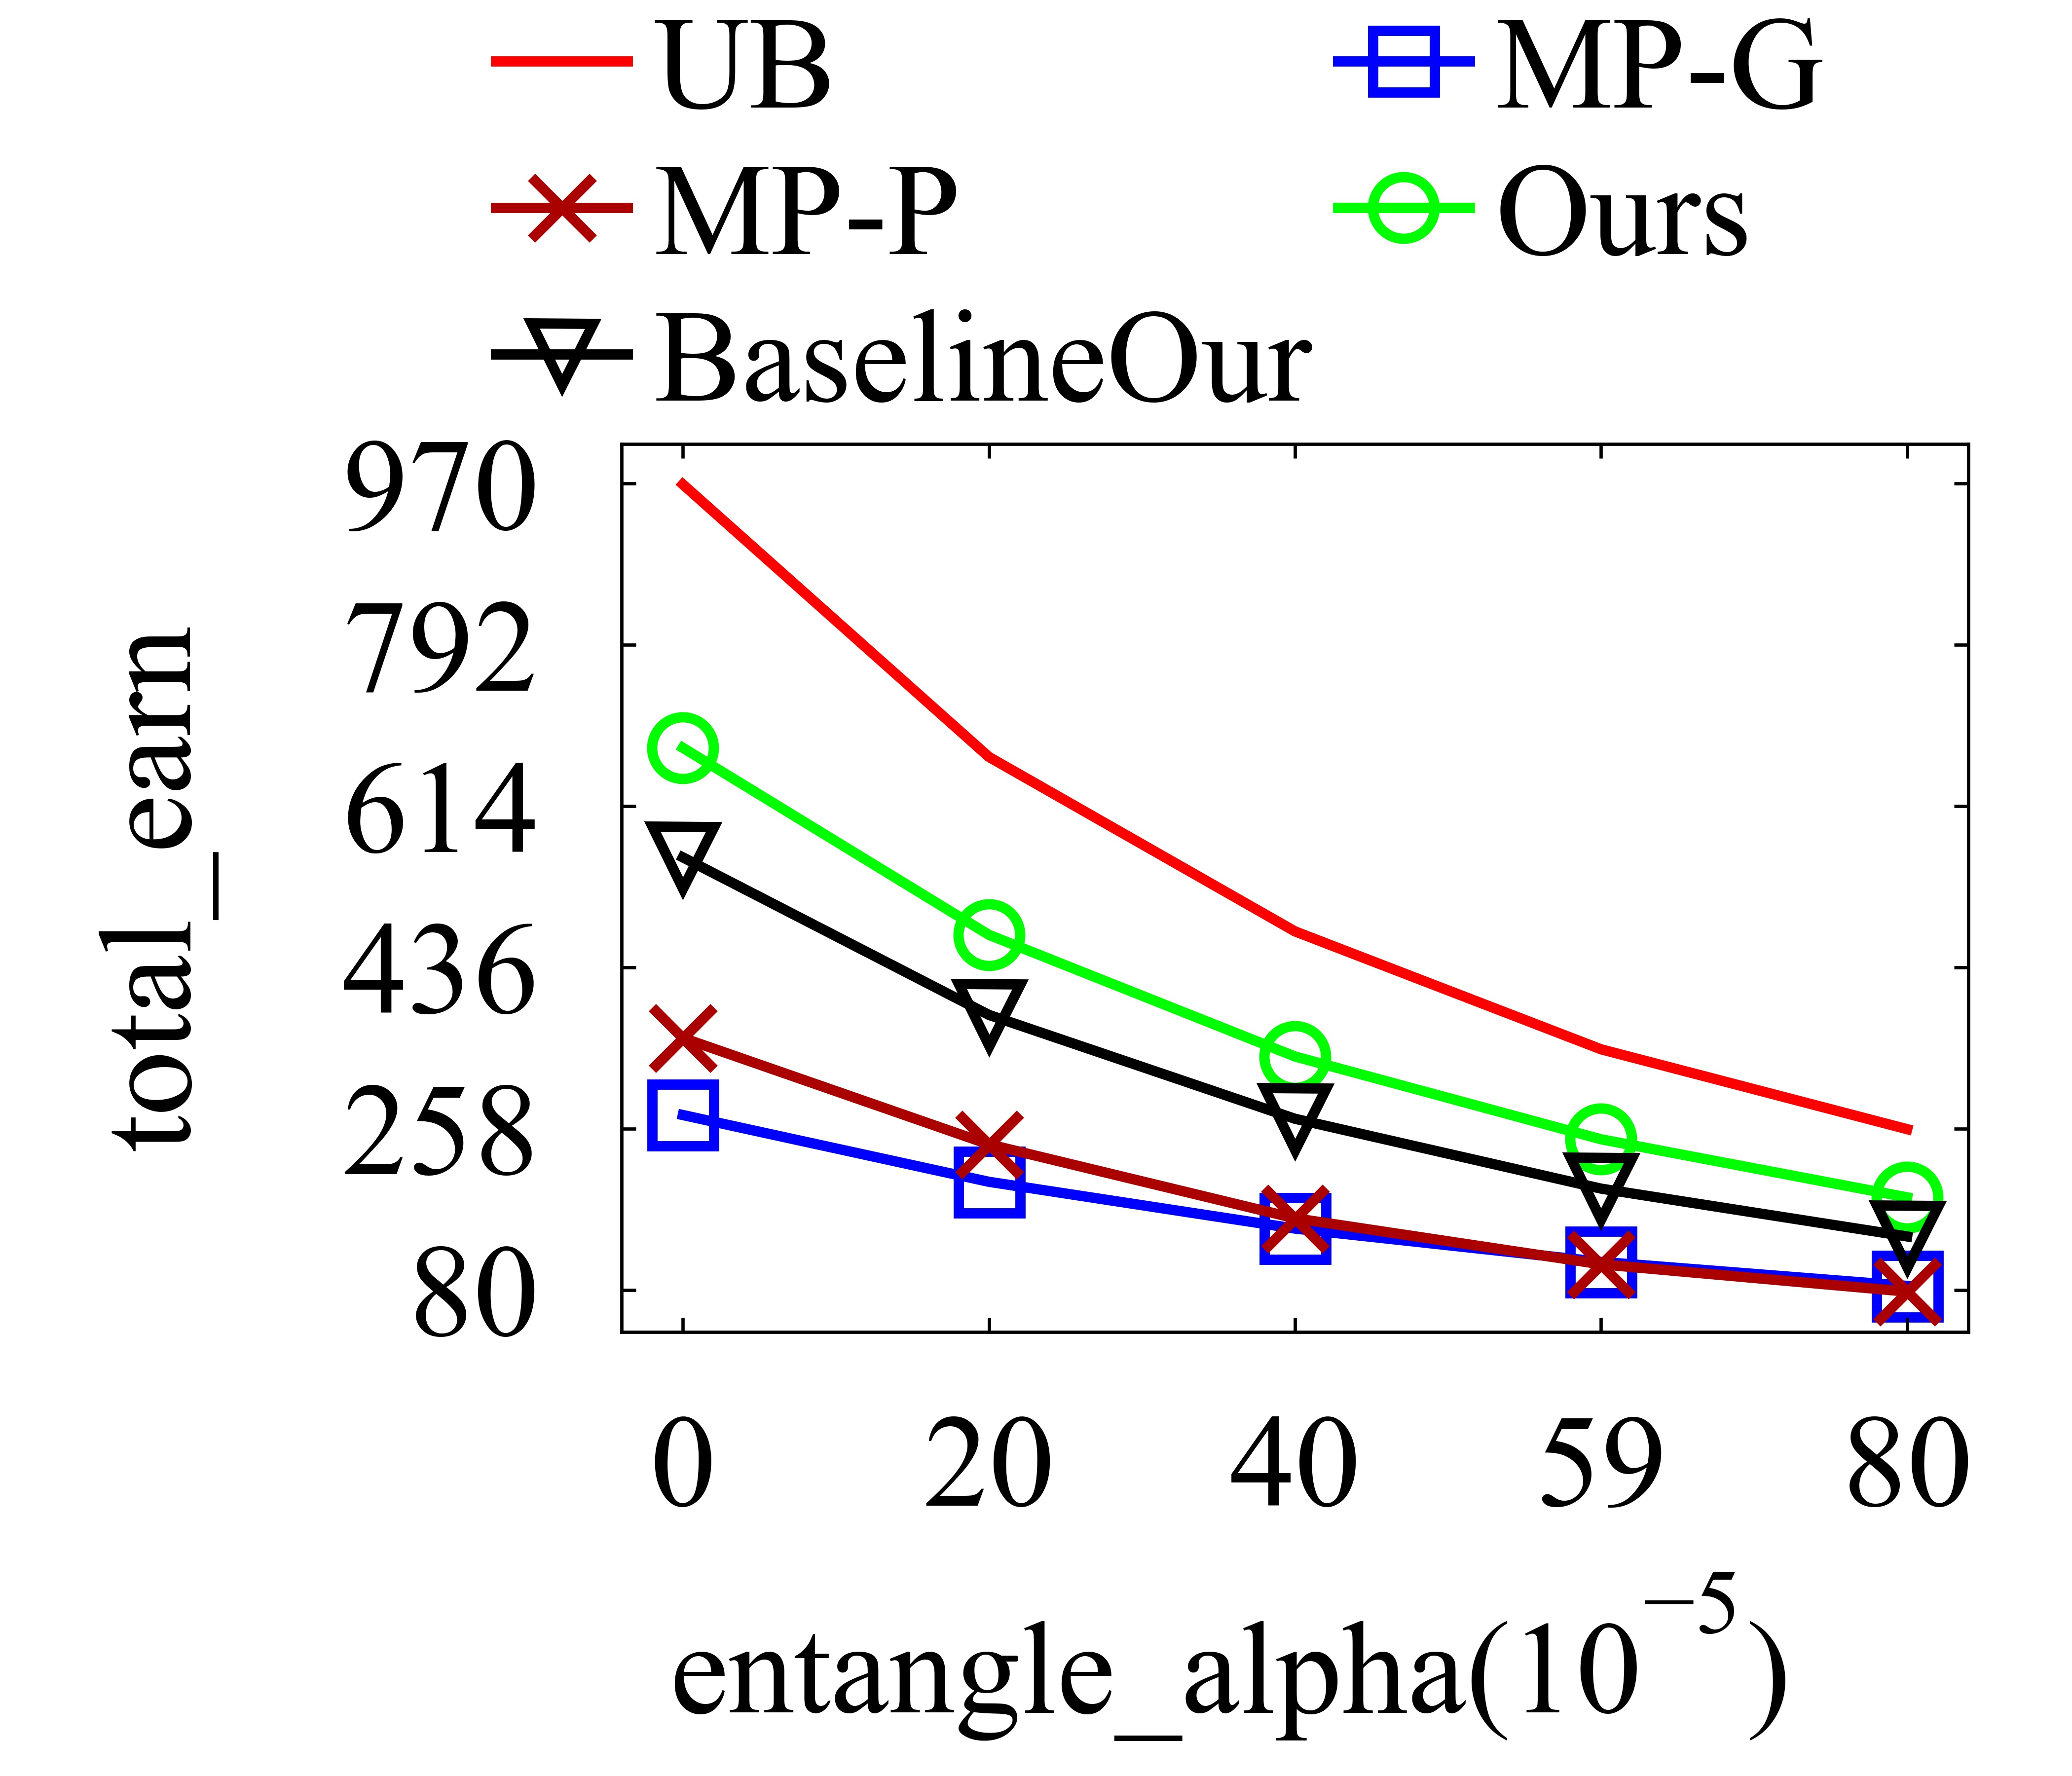 UB
MP-G
MP-P
Ours
BaselineOur
970
792
614
436
258
80
total_earn
0 20 40 59 80
entangle_alpha(10⁻⁵)